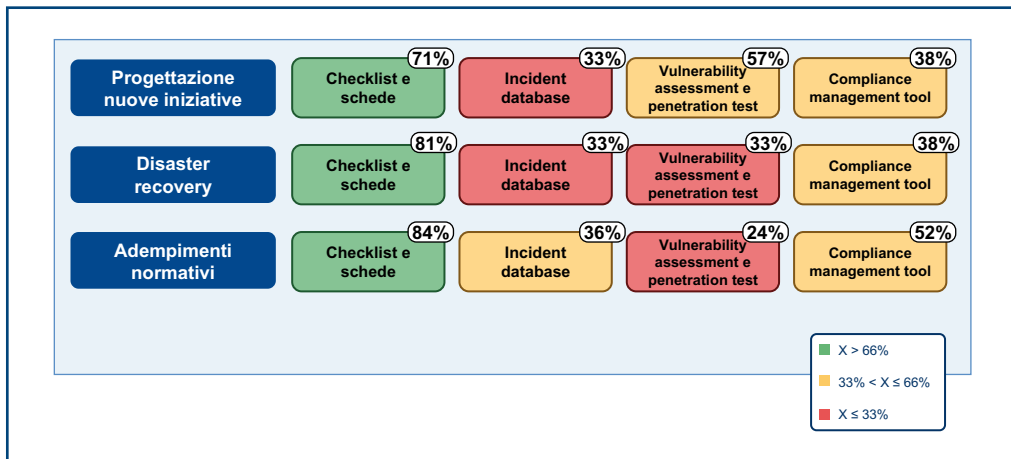 Progettazione
nuove iniziative
Checklist e
schede
71%
Incident
database
33%
Vulnerability
assessment e
penetration test
57%
Compliance
management tool
38%
Disaster
recovery
Checklist e
schede
81%
Incident
database
33%
Vulnerability
assessment e
penetration test
33%
Compliance
management tool
38%
Adempimenti
normativi
Checklist e
schede
84%
Incident
database
36%
Vulnerability
assessment e
penetration test
24%
Compliance
management tool
52%
X > 66%
33% < X ≤ 66%
X ≤ 33%